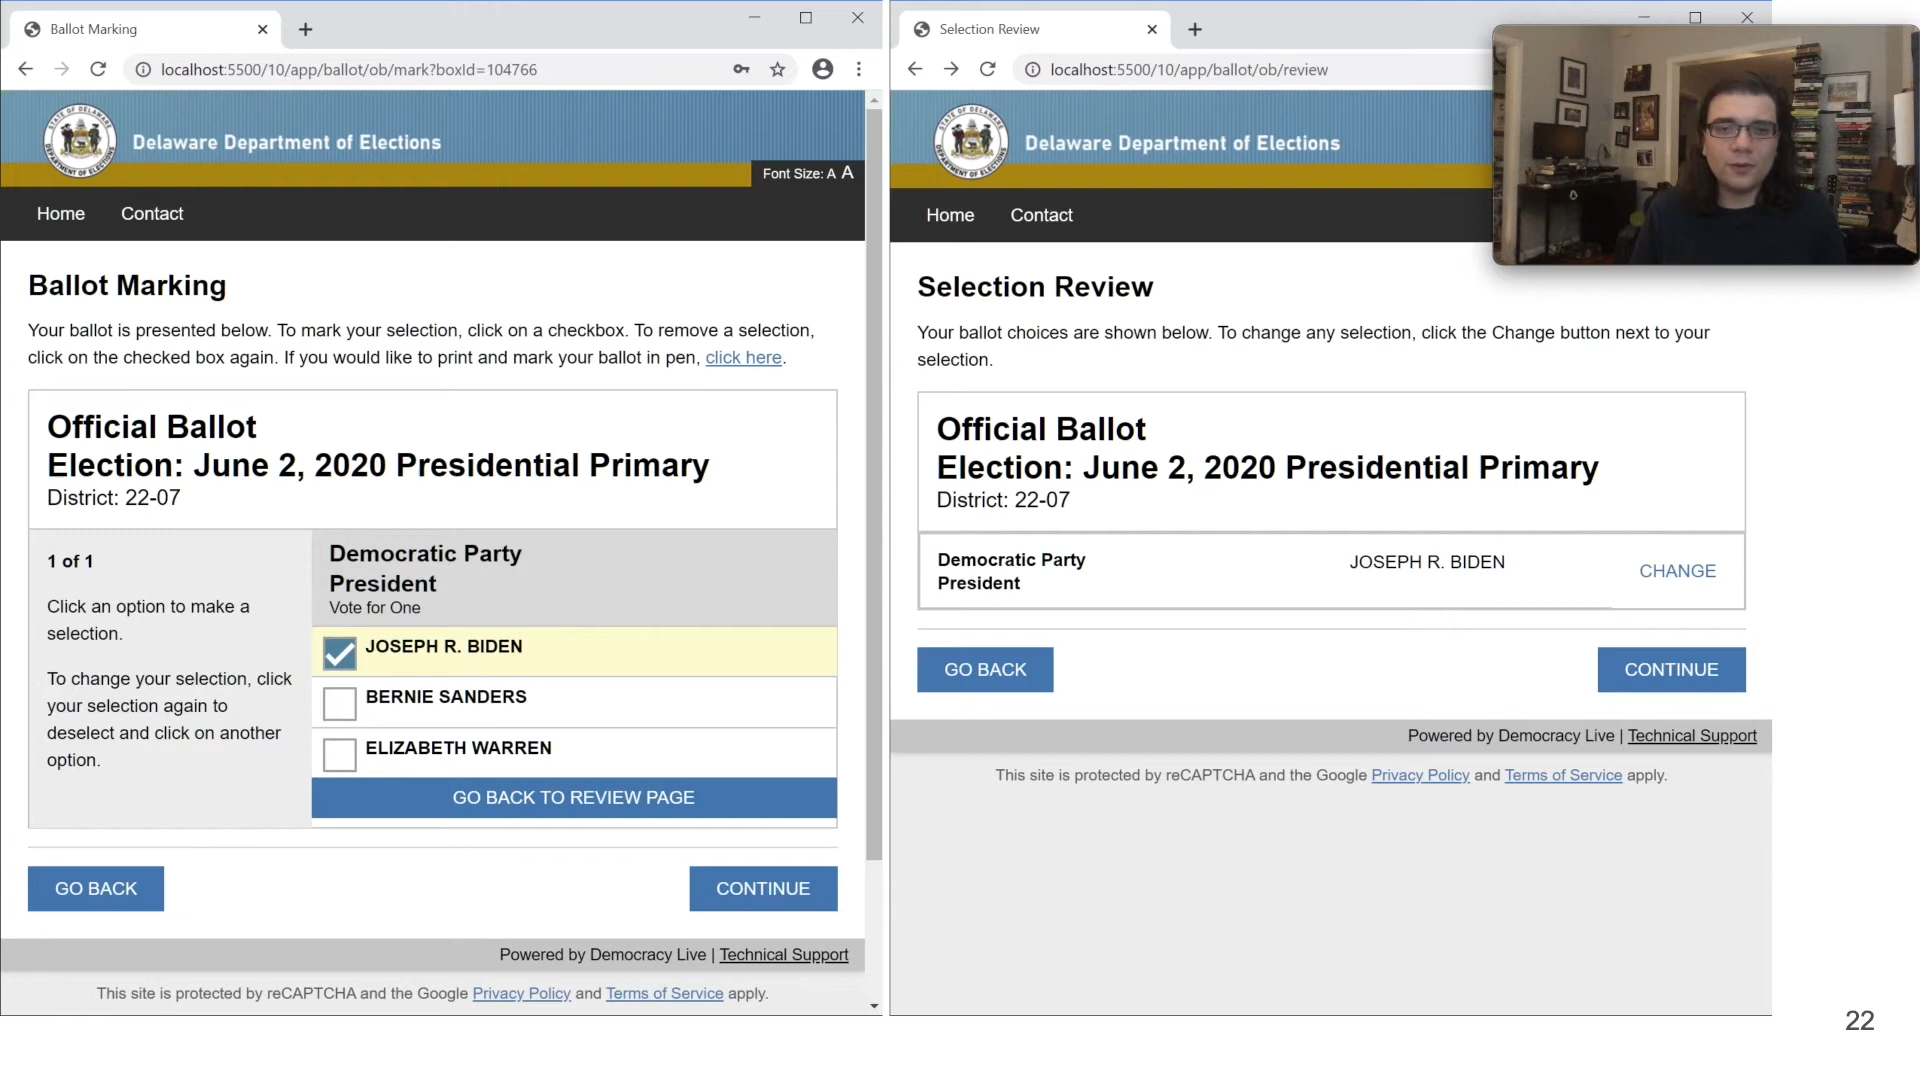 Ballot Marking
localhost:5500/10/app/ballot/ob/mark?boxId=104766
Delaware Department of Elections
Font Size: A A
Home Contact
Ballot Marking
Your ballot is presented below. To mark your selection, click on a checkbox. To remove a selection,
click on the checked box again. If you would like to print and mark your ballot in pen, click here.
Official Ballot
Election: June 2, 2020 Presidential Primary
District: 22-07
1 of 1
Click an option to make a
selection.
To change your selection, click
your selection again to
deselect and click on another
option.
Democratic Party
President
Vote for One
JOSEPH R. BIDEN
BERNIE SANDERS
ELIZABETH WARREN
GO BACK TO REVIEW PAGE
GO BACK
CONTINUE
Powered by Democracy Live | Technical Support
This site is protected by reCAPTCHA and the Google Privacy Policy and Terms of Service apply.
Selection Review
localhost:5500/10/app/ballot/ob/review
Delaware Department of Elections
Home Contact
Selection Review
Your ballot choices are shown below. To change any selection, click the Change button next to your
selection.
Official Ballot
Election: June 2, 2020 Presidential Primary
District: 22-07
Democratic Party
President
JOSEPH R. BIDEN
CHANGE
GO BACK
CONTINUE
Powered by Democracy Live | Technical Support
This site is protected by reCAPTCHA and the Google Privacy Policy and Terms of Service apply.
22